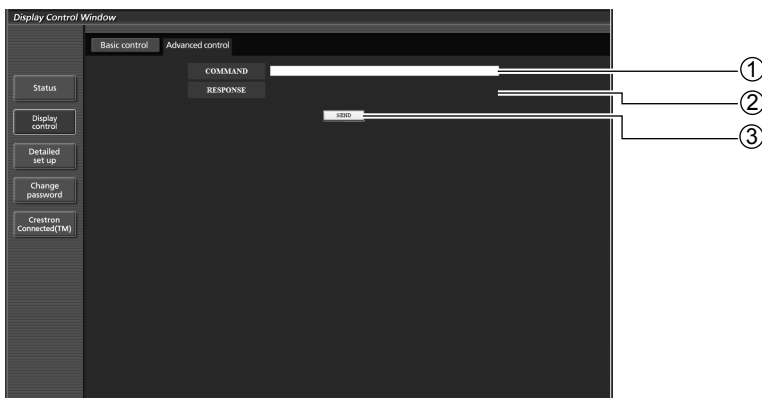 Display Control Window
Basic control Advanced control
COMMAND
①
RESPONSE
②
SEND
③
Status
Display
control
Detailed
set up
Change
password
Crestron
Connected(TM)